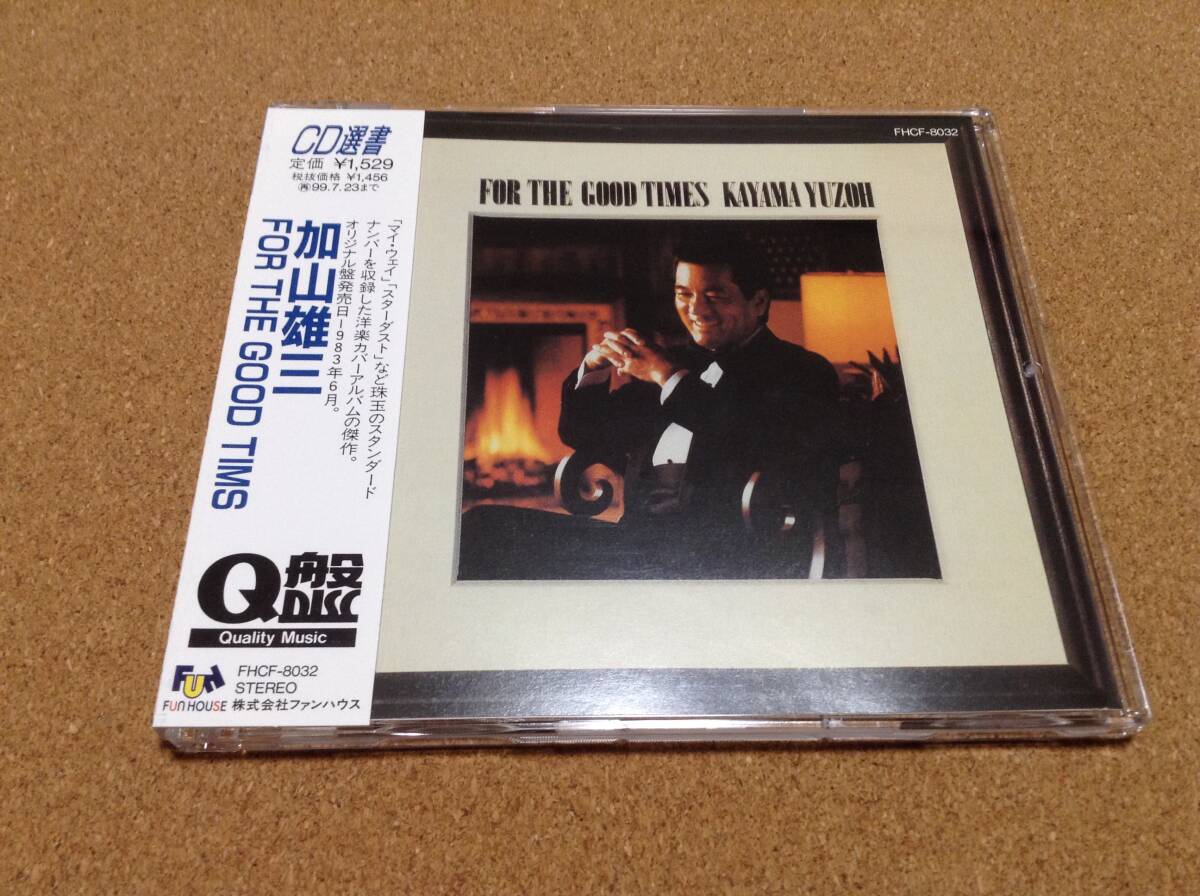 CD選書
定価 ¥1,529
税抜価格 ¥1,456
再99.7.23まで
加山雄三
FOR THE GOOD TIMS
「マイ・ウェイ」「スターダスト」など珠玉のスタンダード
ナンバーを収録した洋楽カバーアルバムの傑作。
オリジナル盤発売日ー1983年6月。
Q盤
DISC
Quality Music
FUN
FUN HOUSE
FHCF-8032
STEREO
株式会社ファンハウス
FHCF-8032
FOR THE GOOD TIMES KAYAMA YUZOH